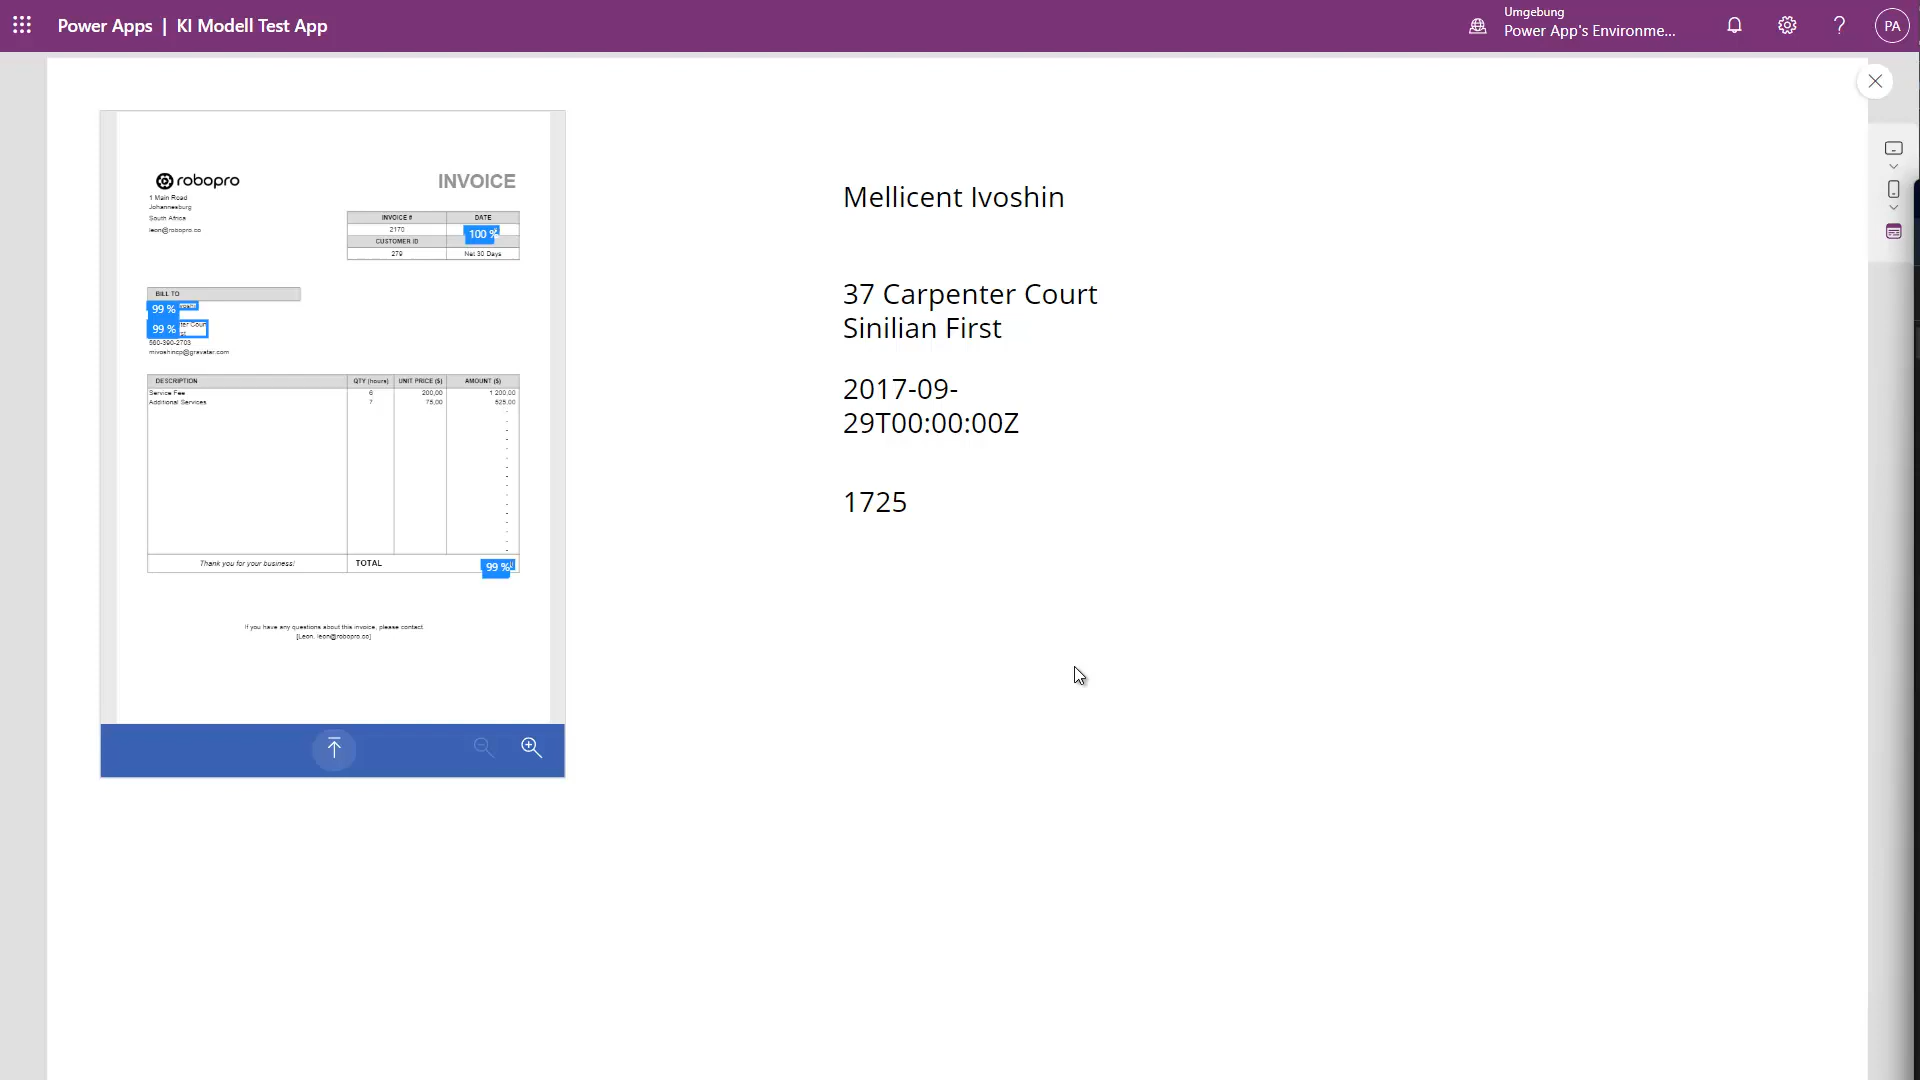 Power Apps | KI Modell Test App
Umgebung
Power App's Environme...
PA
robopro
INVOICE
1 Main Road
Johannesburg
South Africa
leon@robopro.co
INVOICE # DATE
2170 100 %
CUSTOMER ID
279 Net 30 Days
BILL TO
99 %
99 %
560-390-2703
mivoshincp@gravatar.com
DESCRIPTION QTY (hours) UNIT PRICE ($) AMOUNT ($)
Service Fee 6 200,00 1 200,00
Additional Services 7 75,00 525,00
Thank you for your business! TOTAL 99 %
If you have any questions about this invoice, please contact
[Leon, leon@robopro.co]
Mellicent Ivoshin
37 Carpenter Court
Sinilian First
2017-09-
29T00:00:00Z
1725